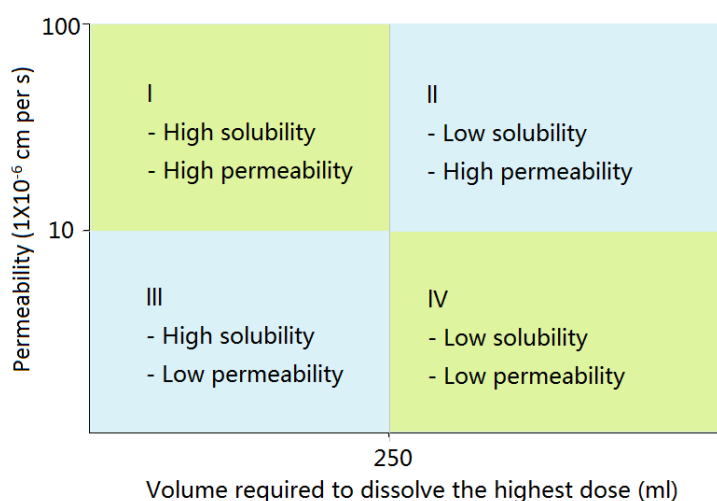 100
I
- High solubility
- High permeability
II
- Low solubility
- High permeability
Permeability (1X10⁻⁶ cm per s)
10
III
- High solubility
- Low permeability
IV
- Low solubility
- Low permeability
250
Volume required to dissolve the highest dose (ml)